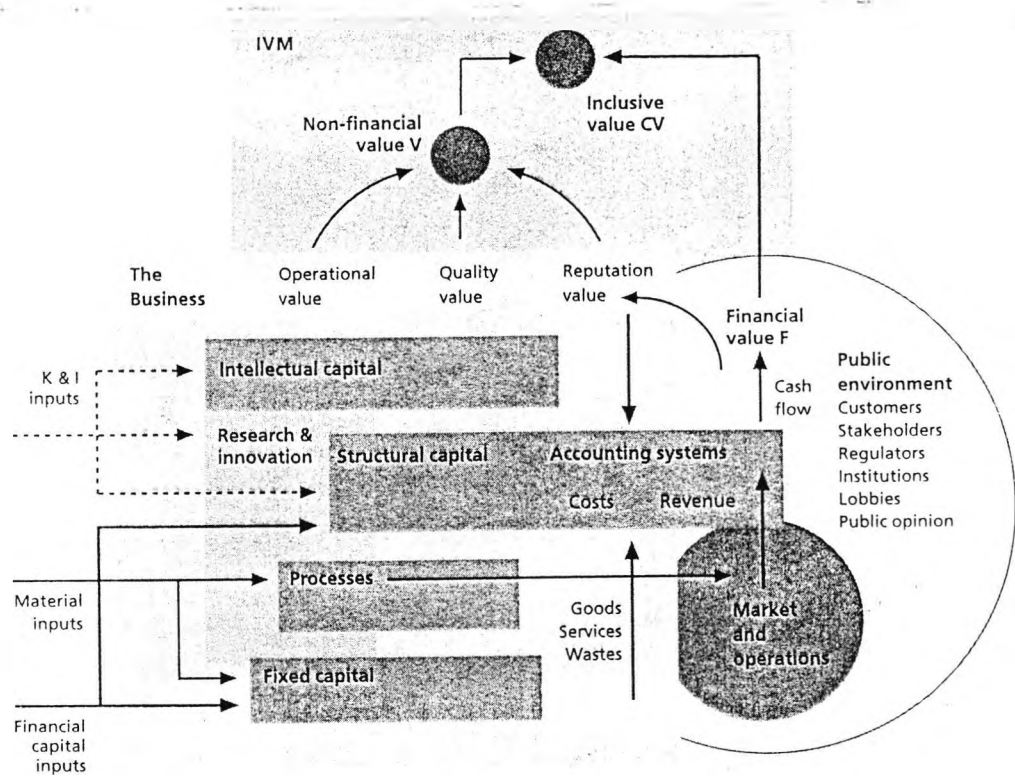 IVM
Inclusive
value CV
Non-financial
value V
The
Business
Operational
value
Quality
value
Reputation
value
Financial
value F
Public
environment
Customers
Stakeholders
Regulators
Institutions
Lobbies
Public opinion
Cash
flow
K & I
inputs
Intellectual capital
Research &
innovation
Structural capital
Accounting systems
Costs
Revenue
Processes
Material
inputs
Goods
Services
Wastes
Market
and
operations
Fixed capital
Financial
capital
inputs